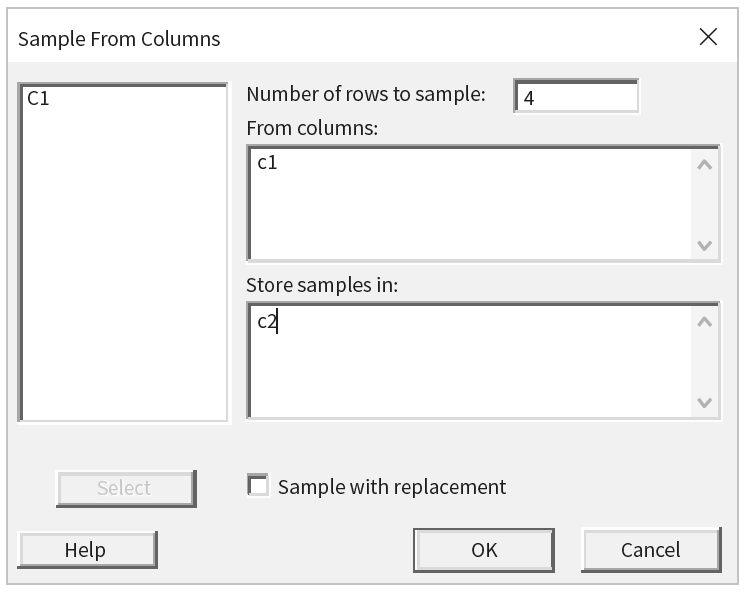 Sample From Columns
C1
Number of rows to sample: 4
From columns:
c1
Store samples in:
c2
Select
Sample with replacement
Help
OK
Cancel